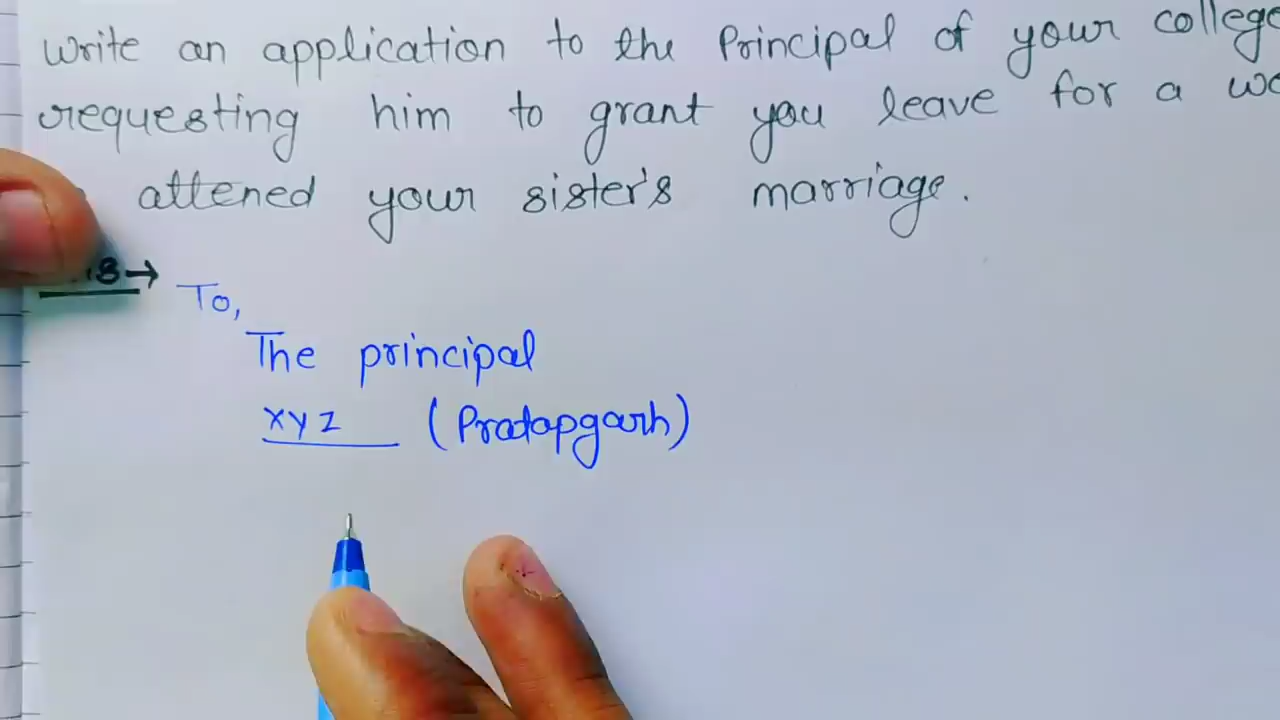 Write an application to the Principal of your college
requesting him to grant you leave for a
attened your sister's marriage.
To,
The principal
xyz (Pratapgarh)